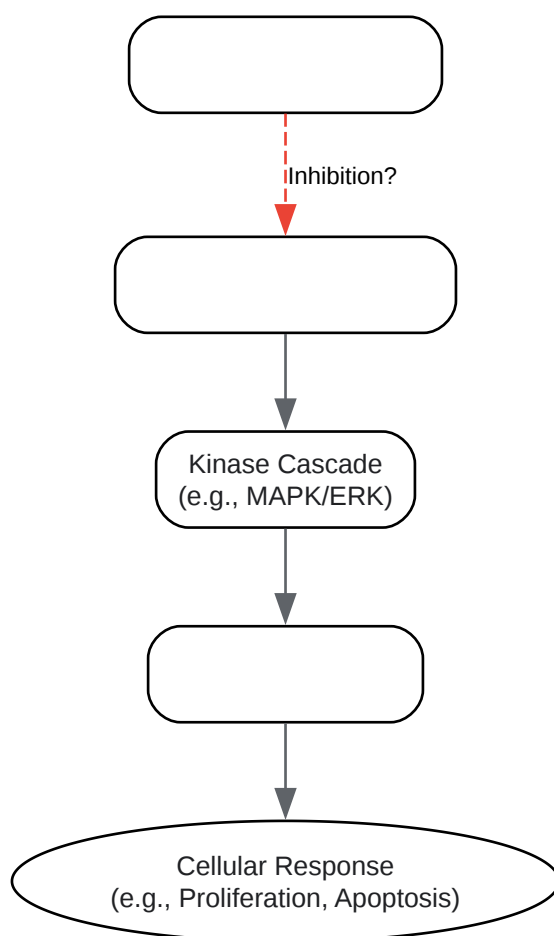 Inhibition?
Kinase Cascade
(e.g., MAPK/ERK)
Cellular Response
(e.g., Proliferation, Apoptosis)